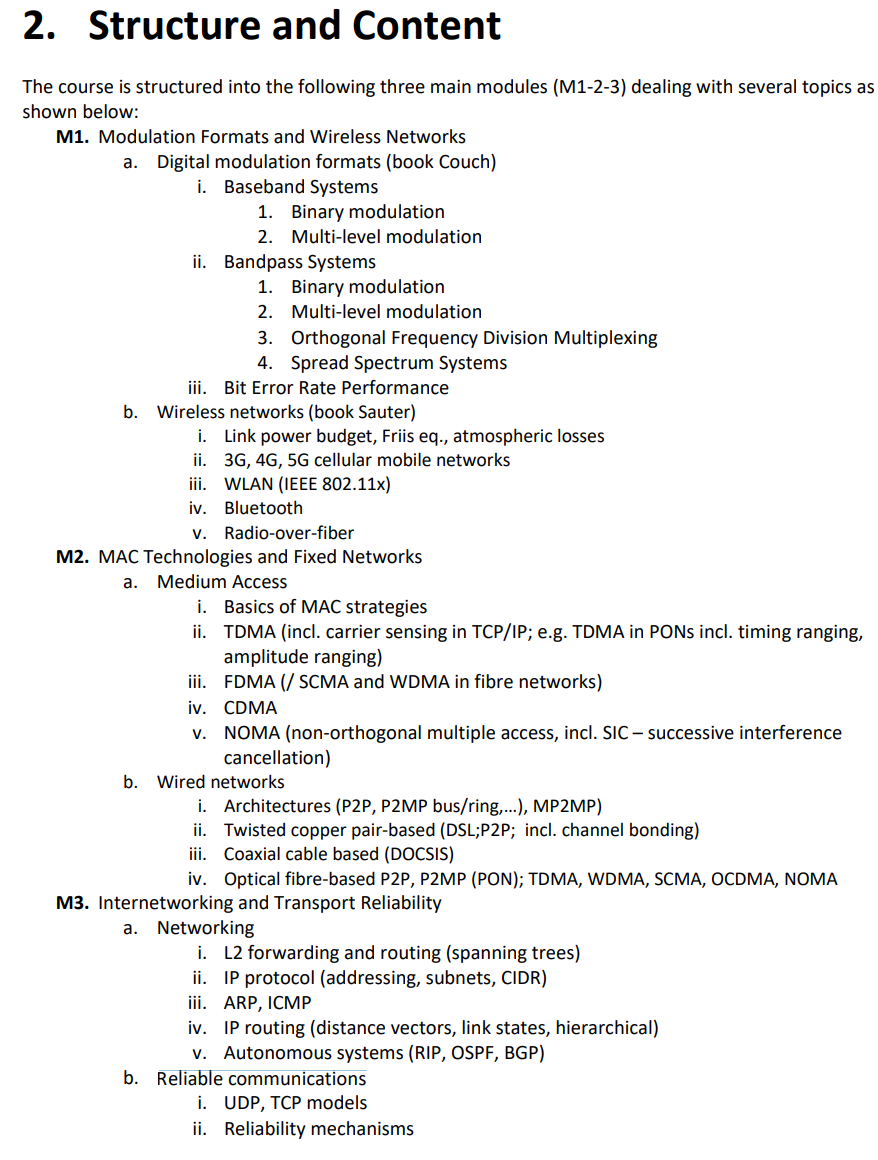 2. Structure and Content
The course is structured into the following three main modules (M1-2-3) dealing with several topics as
shown below:
M1. Modulation Formats and Wireless Networks
a. Digital modulation formats (book Couch)
i. Baseband Systems
1. Binary modulation
2. Multi-level modulation
ii. Bandpass Systems
1. Binary modulation
2. Multi-level modulation
3. Orthogonal Frequency Division Multiplexing
4. Spread Spectrum Systems
iii. Bit Error Rate Performance
b. Wireless networks (book Sauter)
i. Link power budget, Friis eq., atmospheric losses
ii. 3G, 4G, 5G cellular mobile networks
iii. WLAN (IEEE 802.11x)
iv. Bluetooth
v. Radio-over-fiber
M2. MAC Technologies and Fixed Networks
a. Medium Access
i. Basics of MAC strategies
ii. TDMA (incl. carrier sensing in TCP/IP; e.g. TDMA in PONs incl. timing ranging,
amplitude ranging)
iii. FDMA (/ SCMA and WDMA in fibre networks)
iv. CDMA
v. NOMA (non-orthogonal multiple access, incl. SIC – successive interference
cancellation)
b. Wired networks
i. Architectures (P2P, P2MP bus/ring,...), MP2MP)
ii. Twisted copper pair-based (DSL;P2P; incl. channel bonding)
iii. Coaxial cable based (DOCSIS)
iv. Optical fibre-based P2P, P2MP (PON); TDMA, WDMA, SCMA, OCDMA, NOMA
M3. Internetworking and Transport Reliability
a. Networking
i. L2 forwarding and routing (spanning trees)
ii. IP protocol (addressing, subnets, CIDR)
iii. ARP, ICMP
iv. IP routing (distance vectors, link states, hierarchical)
v. Autonomous systems (RIP, OSPF, BGP)
b. Reliable communications
i. UDP, TCP models
ii. Reliability mechanisms